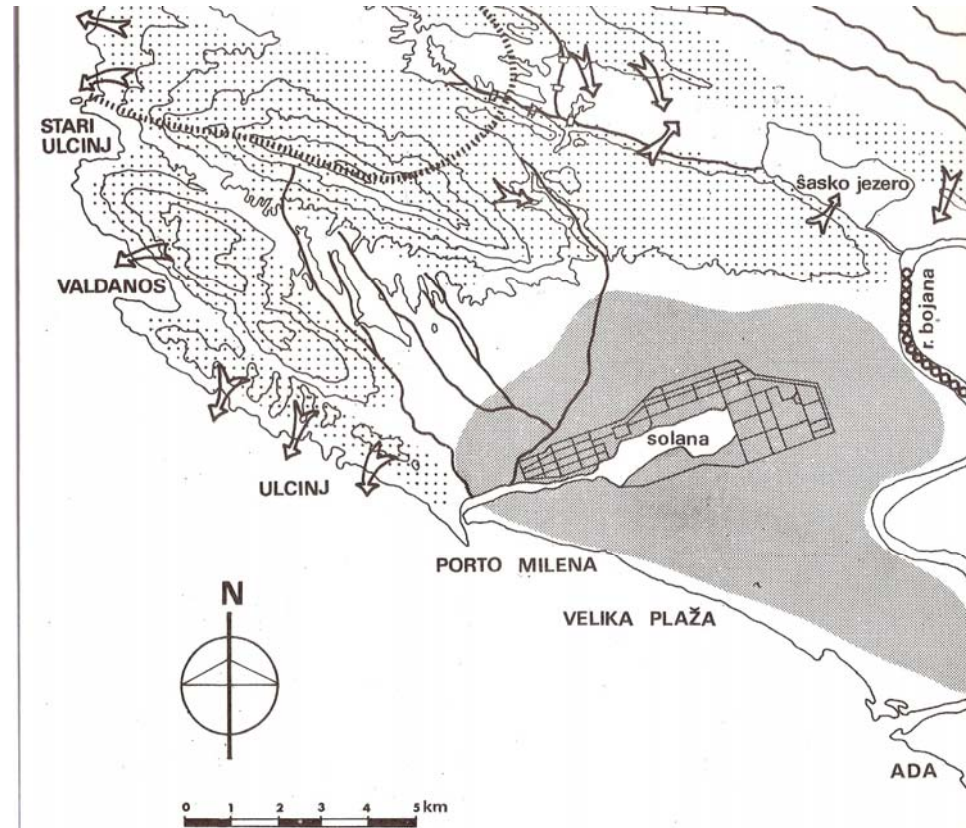 STARI
ULCINJ
šasko jezero
VALDANOS
r. bojana
solana
ULCINJ
PORTO MILENA
N
VELIKA PLAŽA
ADA
0 1 2 3 4 5 km